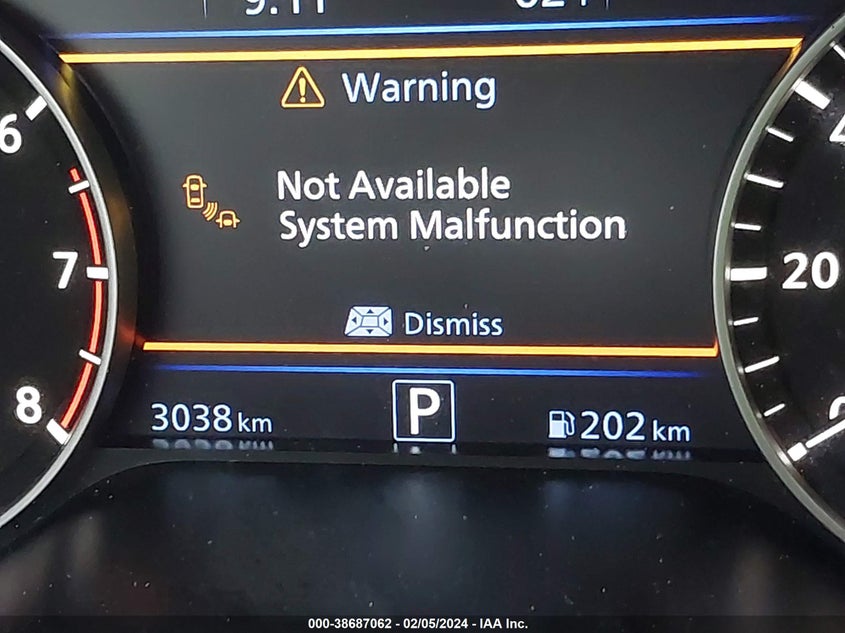 Warning
6
Not Available
System Malfunction
7
20
Dismiss
8
3038 km
P
202 km
000-38687062 - 02/05/2024 - IAA Inc.